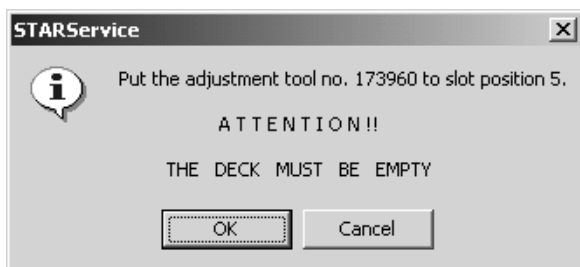 STARService
Put the adjustment tool no. 173960 to slot position 5.
A T T E N T I O N !!
THE DECK MUST BE EMPTY
OK Cancel